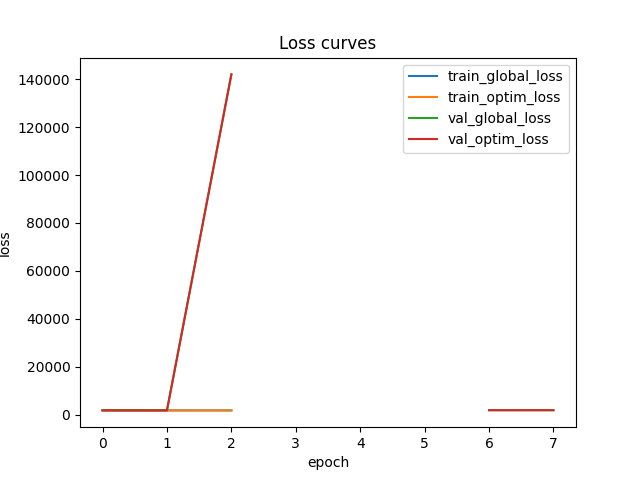 Loss curves
140000
120000
100000
80000
60000
40000
20000
0
loss
train_global_loss
train_optim_loss
val_global_loss
val_optim_loss
0 1 2 3 4 5 6 7
epoch